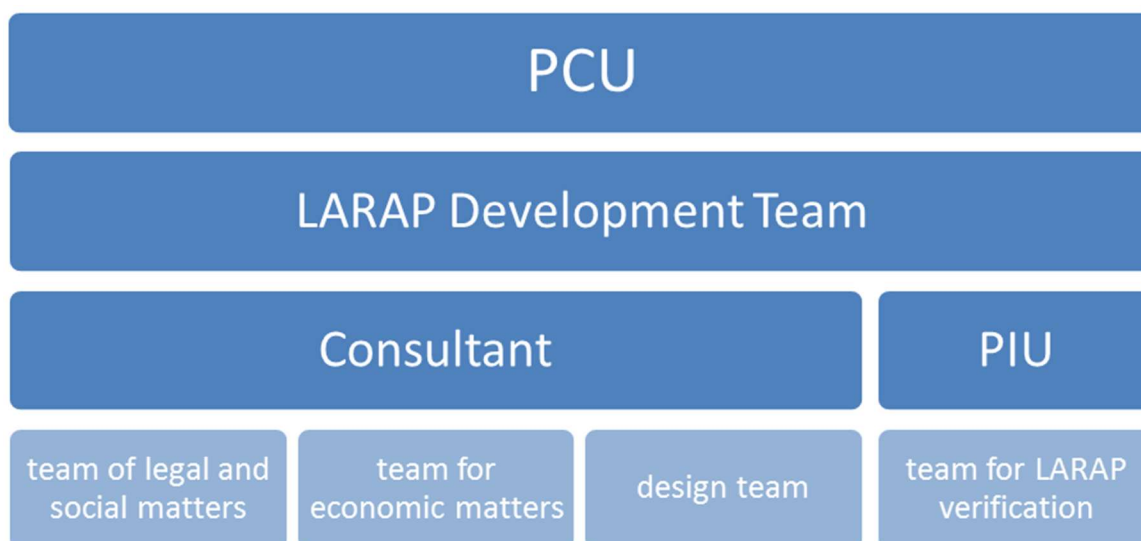 PCU
LARAP Development Team
Consultant
PIU
team of legal and
social matters
team for
economic matters
design team
team for LARAP
verification